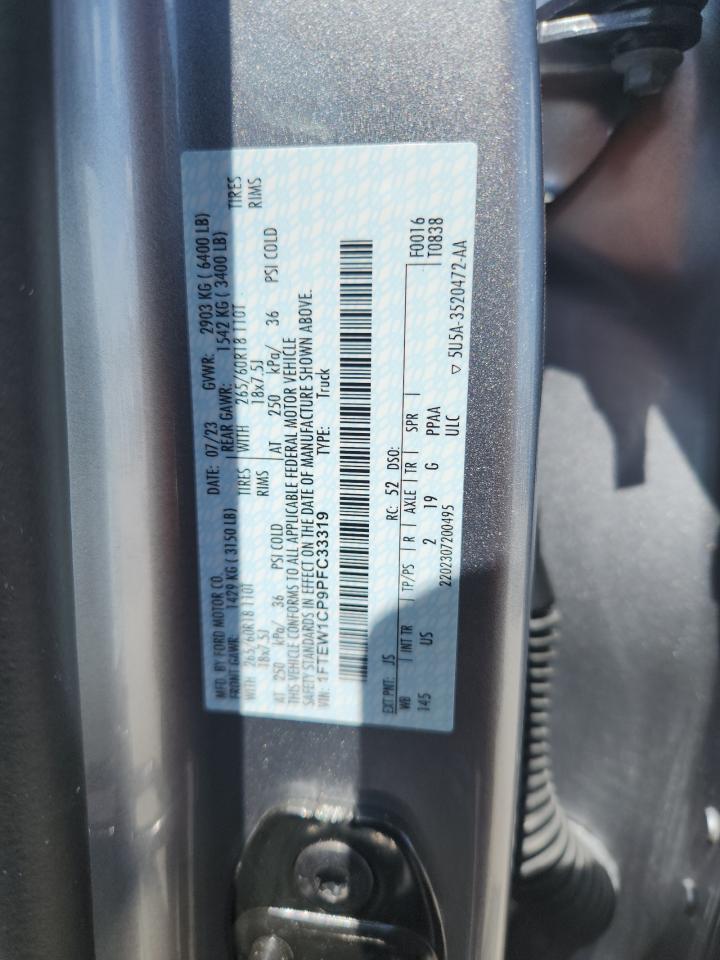 MFD. BY FORD MOTOR CO. DATE: 07/23 GVWR: 2903 KG ( 6400 LB)
FRONT GAWR: 1429 KG ( 3150 LB) REAR GAWR: 1542 KG ( 3400 LB)
WITH 265/60R18 110T TIRES WITH 265/60R18 110T TIRES
18x7.5J RIMS 18x7.5J RIMS
AT 250 kPa/ 36 PSI COLD AT 250 kPa/ 36 PSI COLD
THIS VEHICLE CONFORMS TO ALL APPLICABLE FEDERAL MOTOR VEHICLE
SAFETY STANDARDS IN EFFECT ON THE DATE OF MANUFACTURE SHOWN ABOVE.
VIN: 1FTEW1CP9PFC33319 TYPE: Truck
EXT PNT: JS RC: 52 DSO: F0016
WB INT TR TP/PS R AXLE TR SPR T0838
145 US 2 19 G PPAA
2202307200495 ULC
▽ 5U5A-3520472-AA